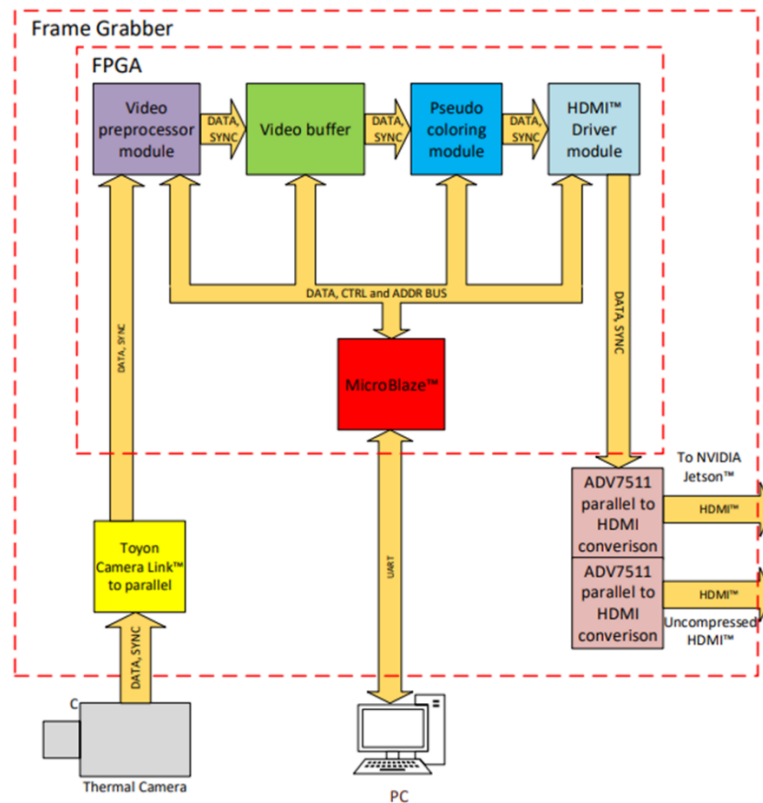 Frame Grabber
FPGA
Video
preprocessor
module
DATA,
SYNC
Video buffer
DATA,
SYNC
Pseudo
coloring
module
DATA,
SYNC
HDMI™
Driver
module
DATA, CTRL and ADDR BUS
DATA, SYNC
DATA, SYNC
MicroBlaze™
To NVIDIA
Jetson™
ADV7511
parallel to
HDMI
converison
HDMI™
ADV7511
parallel to
HDMI
converison
HDMI™
Uncompressed
HDMI™
Toyon
Camera Link™
to parallel
UART
DATA, SYNC
C
Thermal Camera
PC